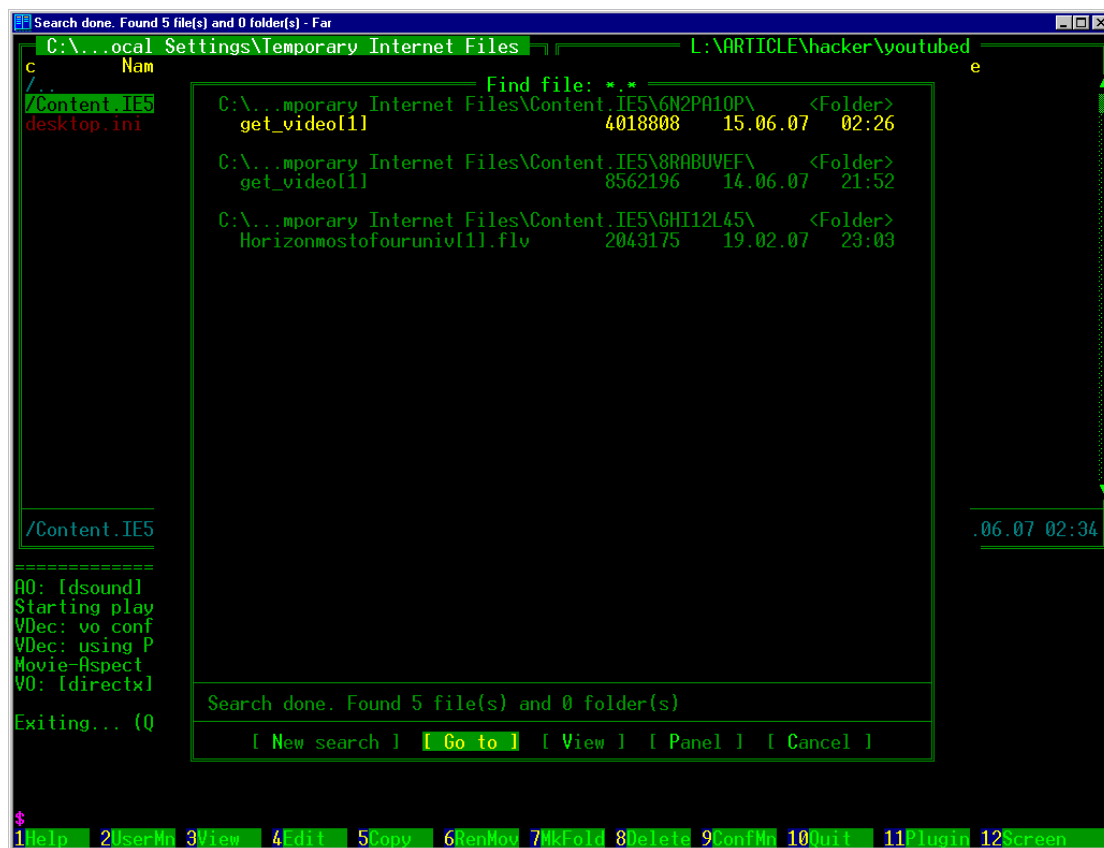 Search done. Found 5 file(s) and 0 folder(s) - Far
C:\...ocal Settings\Temporary Internet Files L:\ARTICLE\hacker\youtubed
c Nam e
/..
/Content.IE5
desktop.ini
Find file: *.*
C:\...mporary Internet Files\Content.IE5\6N2PA1OP\ <Folder>
get_video[1] 4018808 15.06.07 02:26
C:\...mporary Internet Files\Content.IE5\8RABUVEF\ <Folder>
get_video[1] 8562196 14.06.07 21:52
C:\...mporary Internet Files\Content.IE5\GHI12L45\ <Folder>
Horizonmostofouruniv[1].flv 2043175 19.02.07 23:03
/Content.IE5 .06.07 02:34
=============
AO: [dsound]
Starting play
VDec: vo conf
VDec: using P
Movie-Aspect
VO: [directx]
Exiting... (Q
Search done. Found 5 file(s) and 0 folder(s)
[ New search ] [ Go to ] [ View ] [ Panel ] [ Cancel ]
$
1Help 2UserMn 3View 4Edit 5Copy 6RenMov 7MkFold 8Delete 9ConfMn 10Quit 11Plugin 12Screen